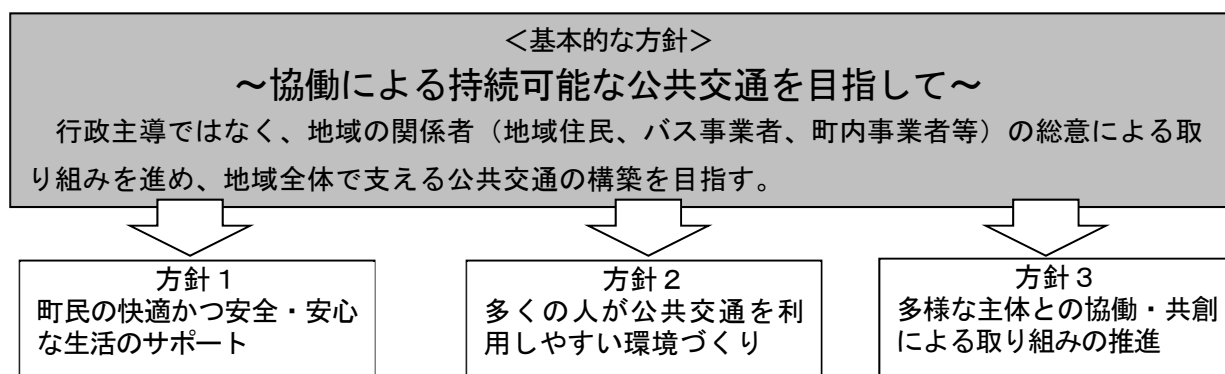 ＜基本的な方針＞
～協働による持続可能な公共交通を目指して～
行政主導ではなく、地域の関係者（地域住民、バス事業者、町内事業者等）の総意による取
り組みを進め、地域全体で支える公共交通の構築を目指す。
方針１
町民の快適かつ安全・安心
な生活のサポート
方針２
多くの人が公共交通を利
用しやすい環境づくり
方針３
多様な主体との協働・共創
による取り組みの推進